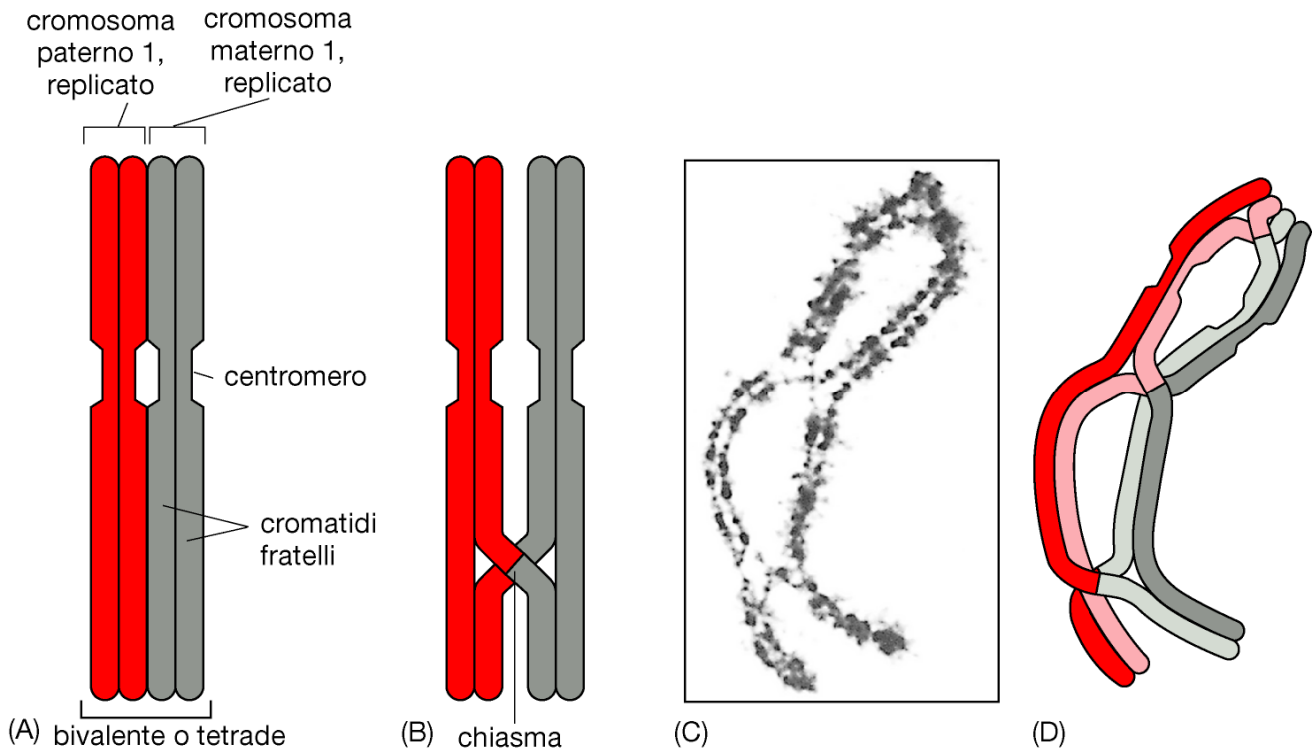 cromosoma
paterno 1,
replicato
cromosoma
materno 1,
replicato
centromero
cromatidi
fratelli
(A)
bivalente o tetrade
(B)
chiasma
(C)
(D)